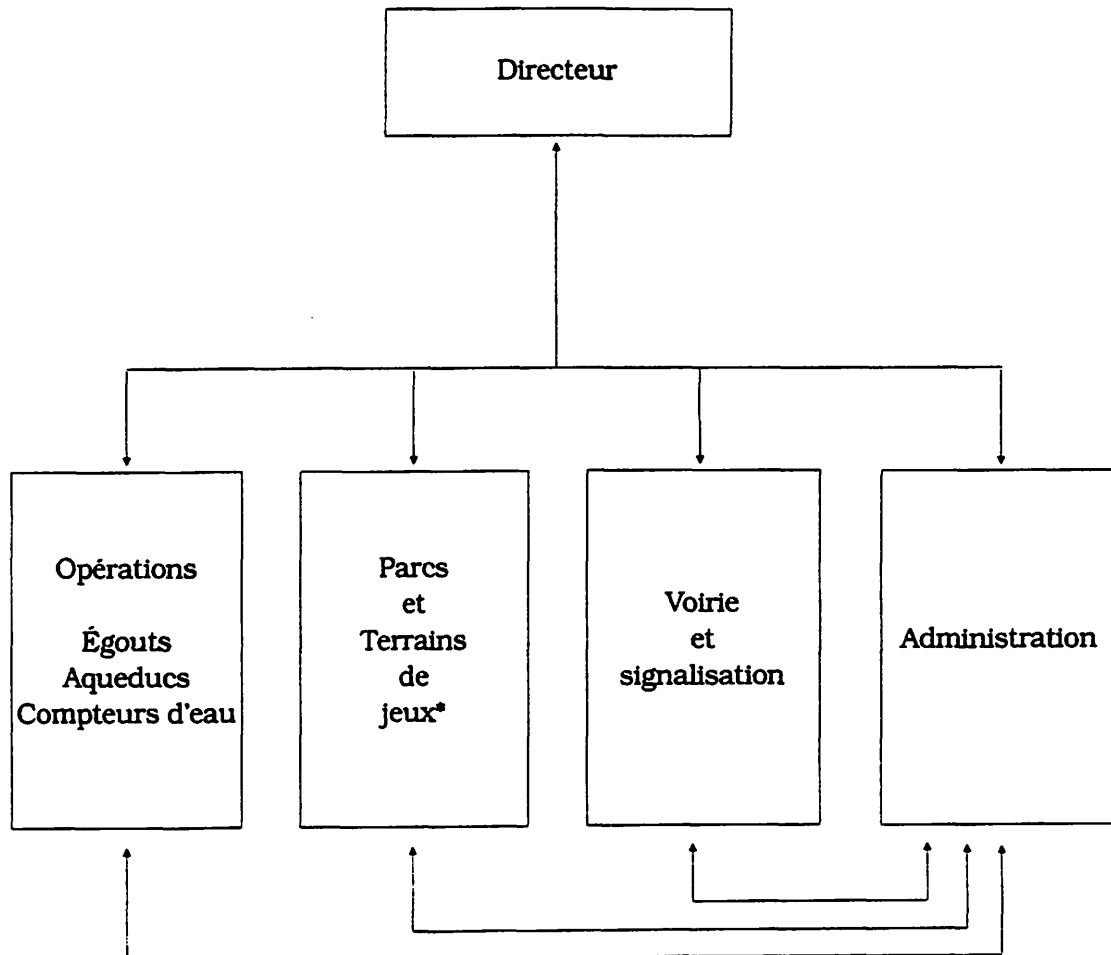 Directeur
Opérations
Égouts
Aqueducs
Compteurs d'eau
Parcs
et
Terrains
de
jeux*
Voirie
et
signalisation
Administration